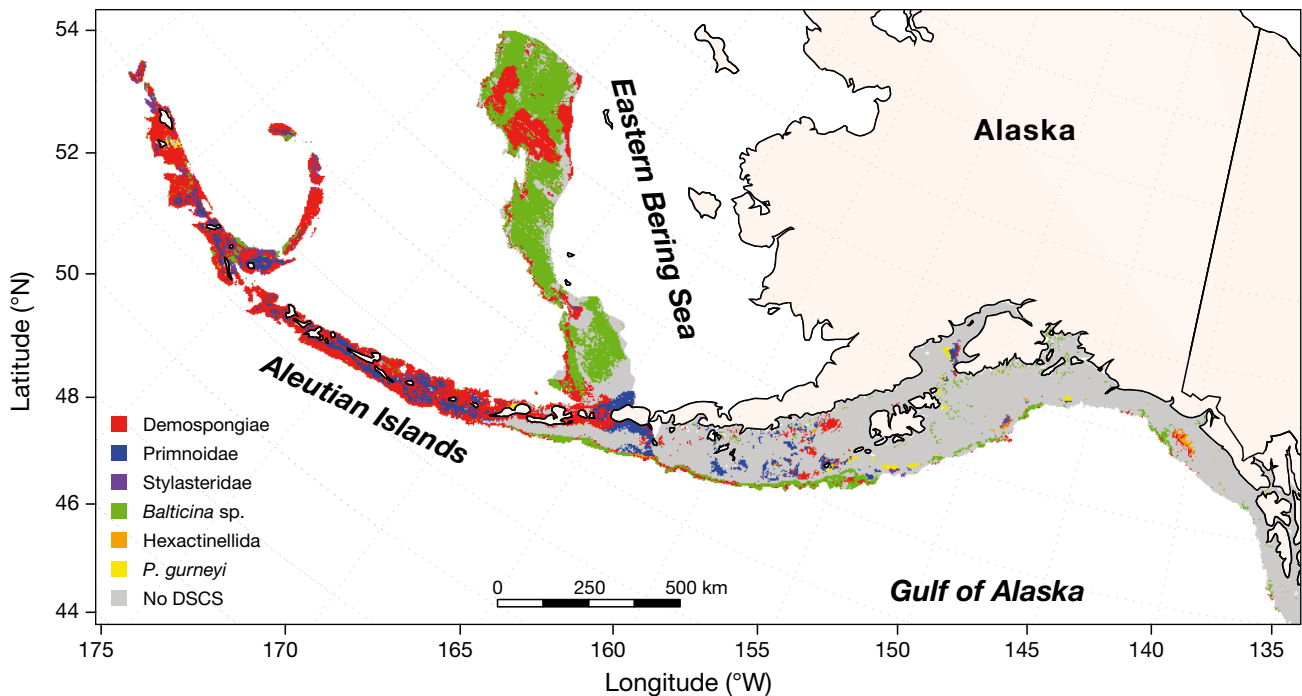 54
52
50
48
46
44
Latitude (°N)
Eastern Bering Sea
Alaska
Aleutian Islands
Demospongiae
Primnoidae
Stylasteridae
Balticina sp.
Hexactinellida
P. gurneyi
No DSCS
0 250 500 km
Gulf of Alaska
175 170 165 160 155 150 145 140 135
Longitude (°W)